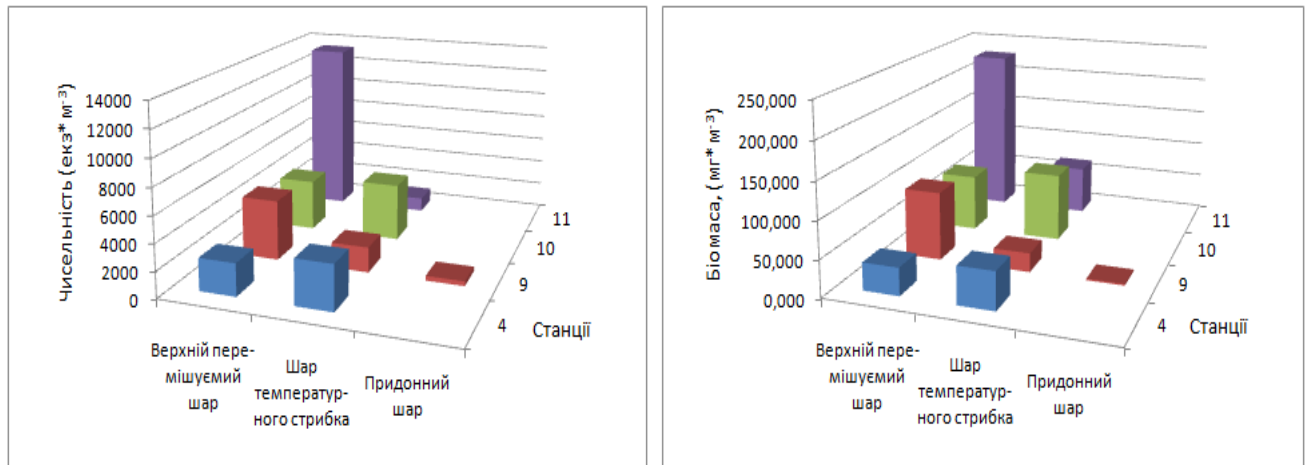 Чисельність (екз* м⁻³)
14000
12000
10000
8000
6000
4000
2000
0
11
10
9
4
Станції
Верхній пере-
мішуємий
шар
Шар
температур-
ного стрибка
Придонний
шар
Біомаса, (мг* м⁻³)
250,000
200,000
150,000
100,000
50,000
0,000
11
10
9
4
Станції
Верхній пере-
мішуємий
шар
Шар
температур-
ного стрибка
Придонний
шар